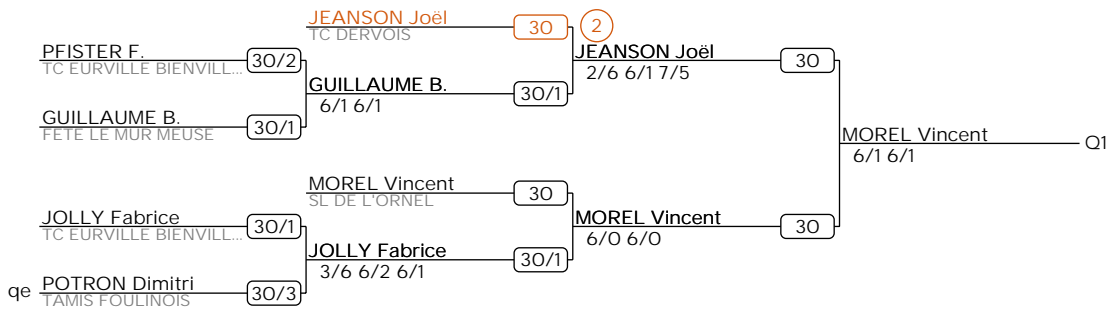 JEANSON Joël
30
2
TC DERVOIS
PFISTER F.
30/2
TC EURVILLE BIENVILL...
JEANSON Joël
30
2/6 6/1 7/5
GUILLAUME B.
30/1
6/1 6/1
GUILLAUME B.
30/1
FETE LE MUR MEUSE
MOREL Vincent
Q1
6/1 6/1
MOREL Vincent
30
SL DE L'ORNEL
JOLLY Fabrice
30/1
TC EURVILLE BIENVILL...
MOREL Vincent
30
6/0 6/0
JOLLY Fabrice
30/1
3/6 6/2 6/1
qe POTRON Dimitri
30/3
TAMIS FOULINOIS